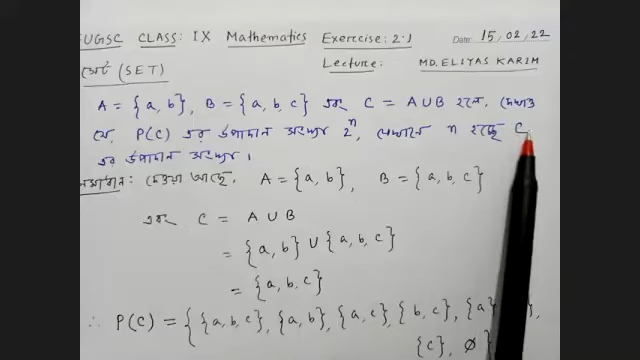 EUGSC CLASS: IX Mathematics Exercise: 2.1 Date: 15,02,22
সেট (SET) Lecture: MD. ELIYAS KARIM
A = {a, b}, B = {a, b, c} এবং C = A∪B হলে, দেখাও
যে, P(C) এর উপাদান সংখ্যা 2ⁿ, যেখানে n হচ্ছে C
এর উপাদান সংখ্যা।
সমাধান: দেওয়া আছে, A = {a, b}, B = {a, b, c}
এবং C = A ∪ B
= {a, b} ∪ {a, b, c}
= {a, b, c}
∴ P(C) = {{a, b, c}, {a, b}, {a, c}, {b, c}, {a}
{c}, ∅}